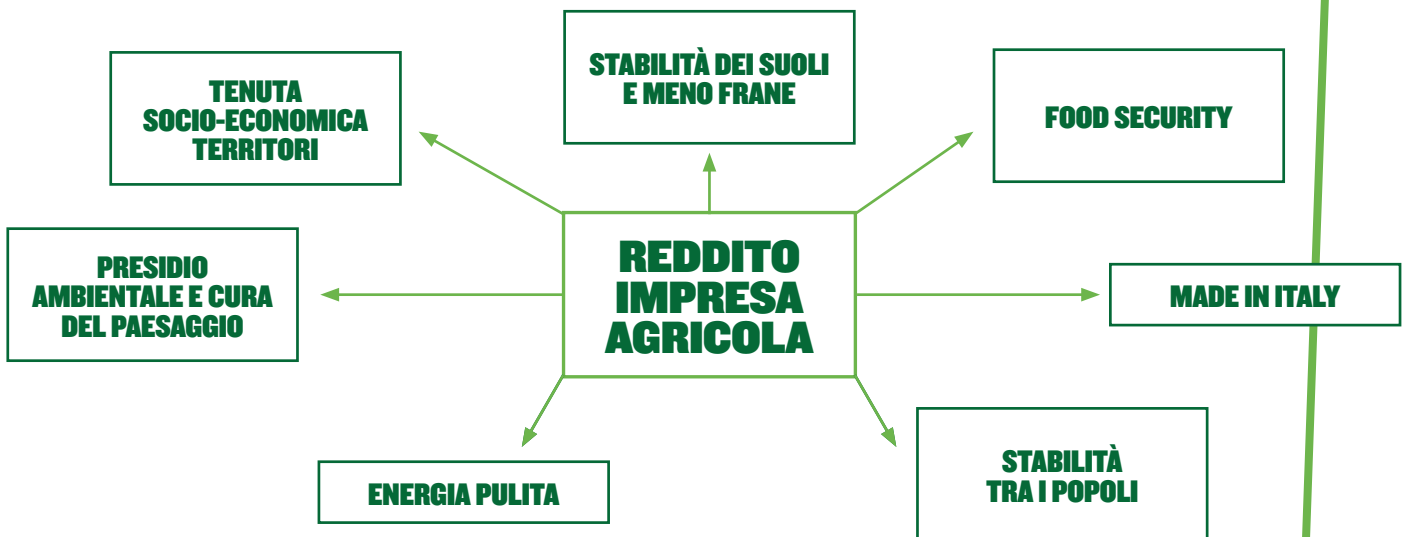 STABILITÀ DEI SUOLI
E MENO FRANE
TENUTA
SOCIO-ECONOMICA
TERRITORI
FOOD SECURITY
PRESIDIO
AMBIENTALE E CURA
DEL PAESAGGIO
REDDITO
IMPRESA
AGRICOLA
MADE IN ITALY
ENERGIA PULITA
STABILITÀ
TRA I POPOLI